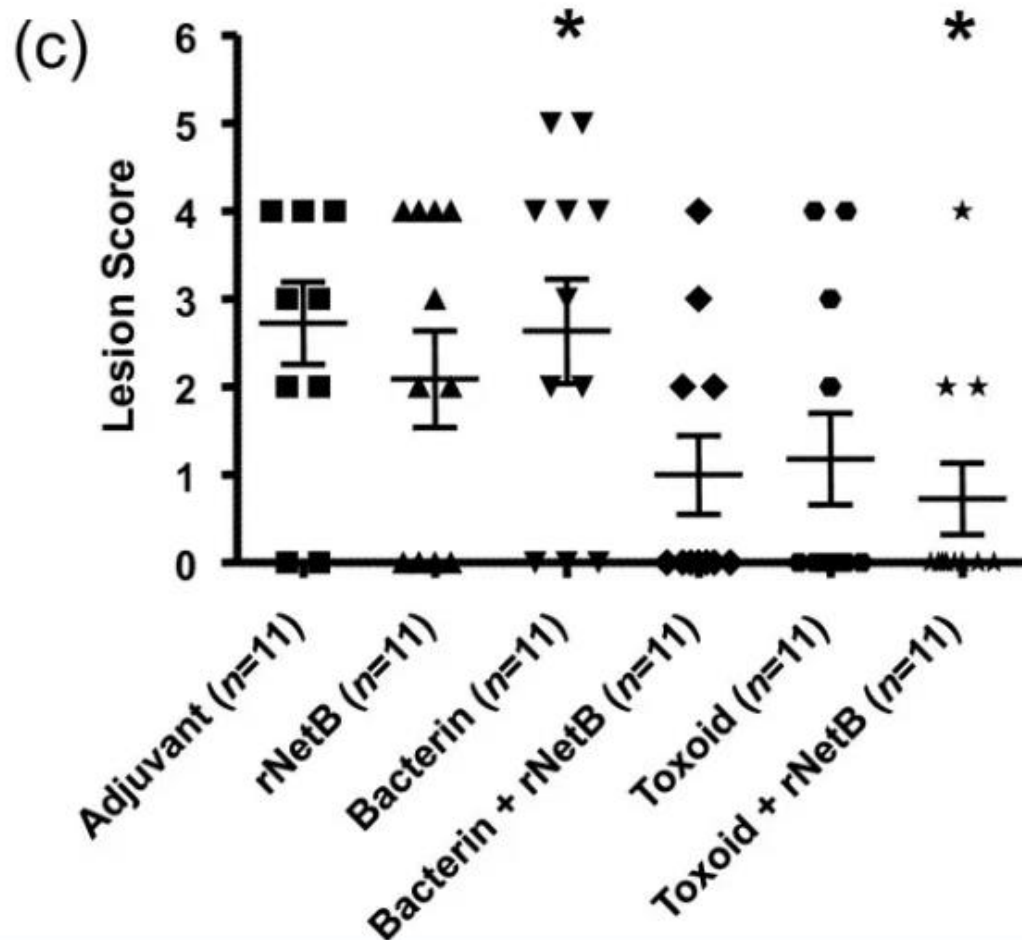 (c)
*
*
6
5
4
3
2
1
0
Lesion Score
Adjuvant (n=11)
rNetB (n=11)
Bacterin (n=11)
Bacterin + rNetB (n=11)
Toxoid (n=11)
Toxoid + rNetB (n=11)